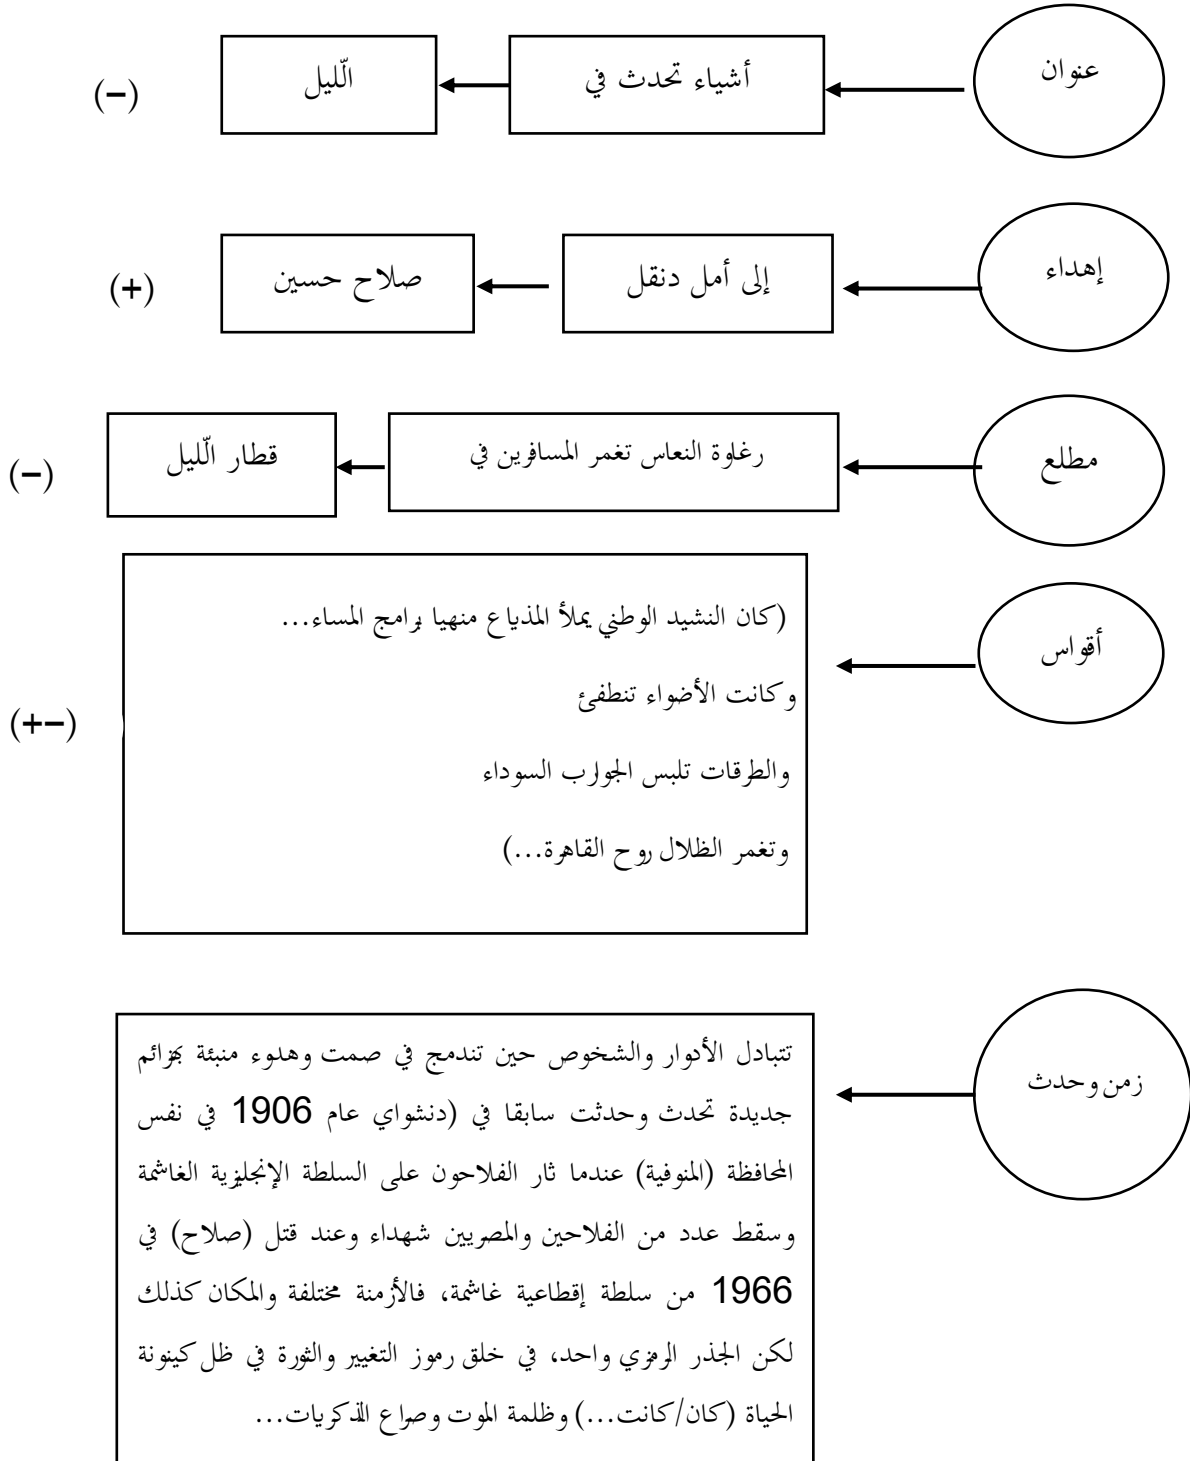 عنوان
أشياء تحدث في
الّليل
(−)
إهداء
إلى أمل دنقل
صلاح حسين
(+)
مطلع
رغاوة النعاس تغمر المسافرين في
قطار الّليل
(−)
أقواس
(كان النشيد الوطني يملأ المذياع منهيا برامج المساء...
وكانت الأضواء تنطفئ
والطرقات تلبس الجوارب السوداء
وتغمر الظلال روح القاهرة...)
(+−)
زمن وحدث
تتبادل الأدوار والشخوص حين تندمج في صمت وهدوء منبئة بهزائم
جديدة تحدث وحدثت سابقا في (دنشواي عام 1906 في نفس
المحافظة (المنوفية) عندما ثار الفلاحون على السلطة الإنجليزية الغاشمة
وسقط عدد من الفلاحين والمصريين شهداء وعند قتل (صلاح) في
1966 من سلطة إقطاعية غاشمة، فالأزمنة مختلفة والمكان كذلك
لكن الجذر الرمزي واحد، في خلق رموز التغيير والثورة في ظل كينونة
الحياة (كان/كانت...) وظلمة الموت وصراع الذكريات...